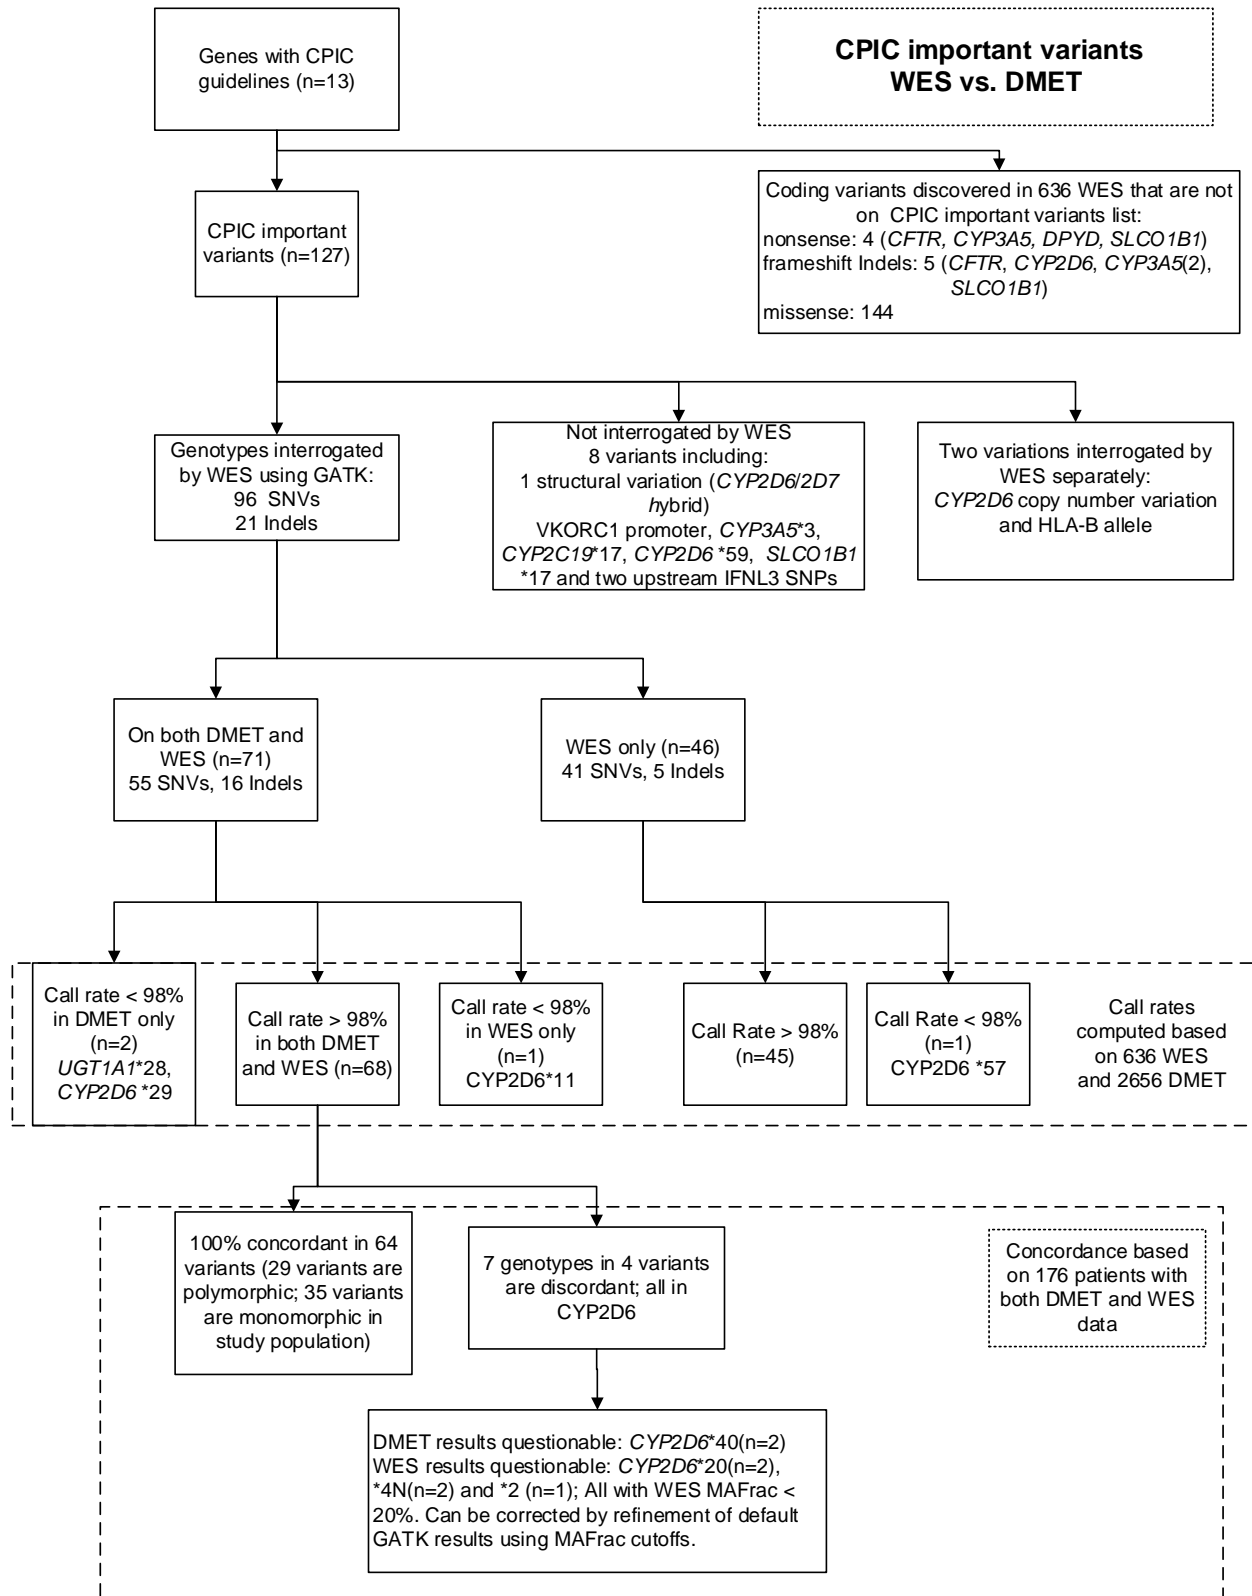 Genes with CPIC
guidelines (n=13)
CPIC important variants
WES vs. DMET
CPIC important
variants (n=127)
Coding variants discovered in 636 WES that are not
on CPIC important variants list:
nonsense: 4 (CFTR, CYP3A5, DPYD, SLCO1B1)
frameshift Indels: 5 (CFTR, CYP2D6, CYP3A5(2),
SLCO1B1)
missense: 144
Genotypes interrogated
by WES using GATK:
96 SNVs
21 Indels
Not interrogated by WES
8 variants including:
1 structural variation (CYP2D6/2D7
hybrid)
VKORC1 promoter, CYP3A5*3,
CYP2C19*17, CYP2D6 *59, SLCO1B1
*17 and two upstream IFNL3 SNPs
Two variations interrogated by
WES separately:
CYP2D6 copy number variation
and HLA-B allele
On both DMET and
WES (n=71)
55 SNVs, 16 Indels
WES only (n=46)
41 SNVs, 5 Indels
Call rate < 98%
in DMET only
(n=2)
UGT1A1*28,
CYP2D6 *29
Call rate > 98%
in both DMET
and WES (n=68)
Call rate < 98%
in WES only
(n=1)
CYP2D6*11
Call Rate > 98%
(n=45)
Call Rate < 98%
(n=1)
CYP2D6 *57
Call rates
computed based
on 636 WES
and 2656 DMET
100% concordant in 64
variants (29 variants are
polymorphic; 35 variants
are monomorphic in
study population)
7 genotypes in 4 variants
are discordant; all in
CYP2D6
Concordance based
on 176 patients with
both DMET and WES
data
DMET results questionable: CYP2D6*40(n=2)
WES results questionable: CYP2D6*20(n=2),
*4N(n=2) and *2 (n=1); All with WES MAFrac <
20%. Can be corrected by refinement of default
GATK results using MAFrac cutoffs.